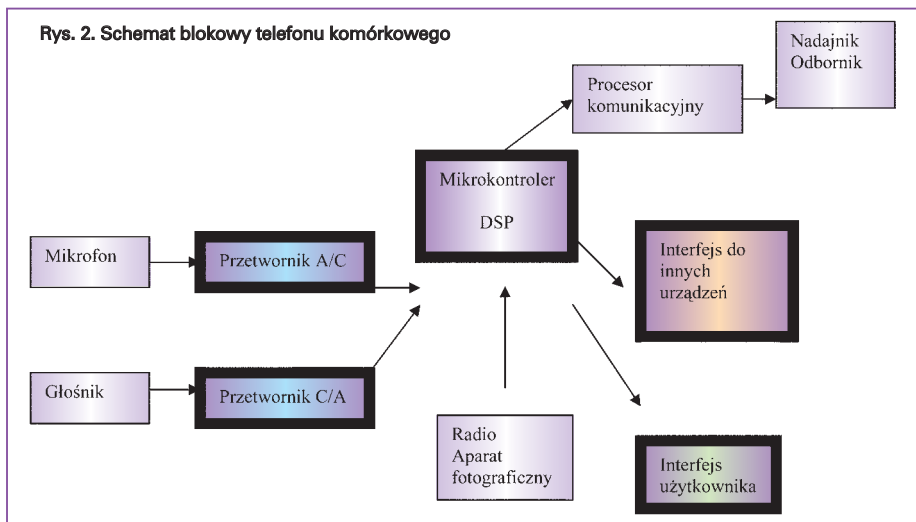 Rys. 2. Schemat blokowy telefonu komórkowego
Nadajnik
Odbornik
Procesor
komunikacyjny
Mikrokontroler
DSP
Mikrofon
Przetwornik A/C
Interfejs do
innych
urządzeń
Głośnik
Przetwornik C/A
Radio
Aparat
fotograficzny
Interfejs
użytkownika